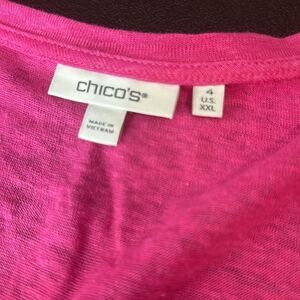 chico's®
4
U.S.
XXL
MADE IN
VIETNAM